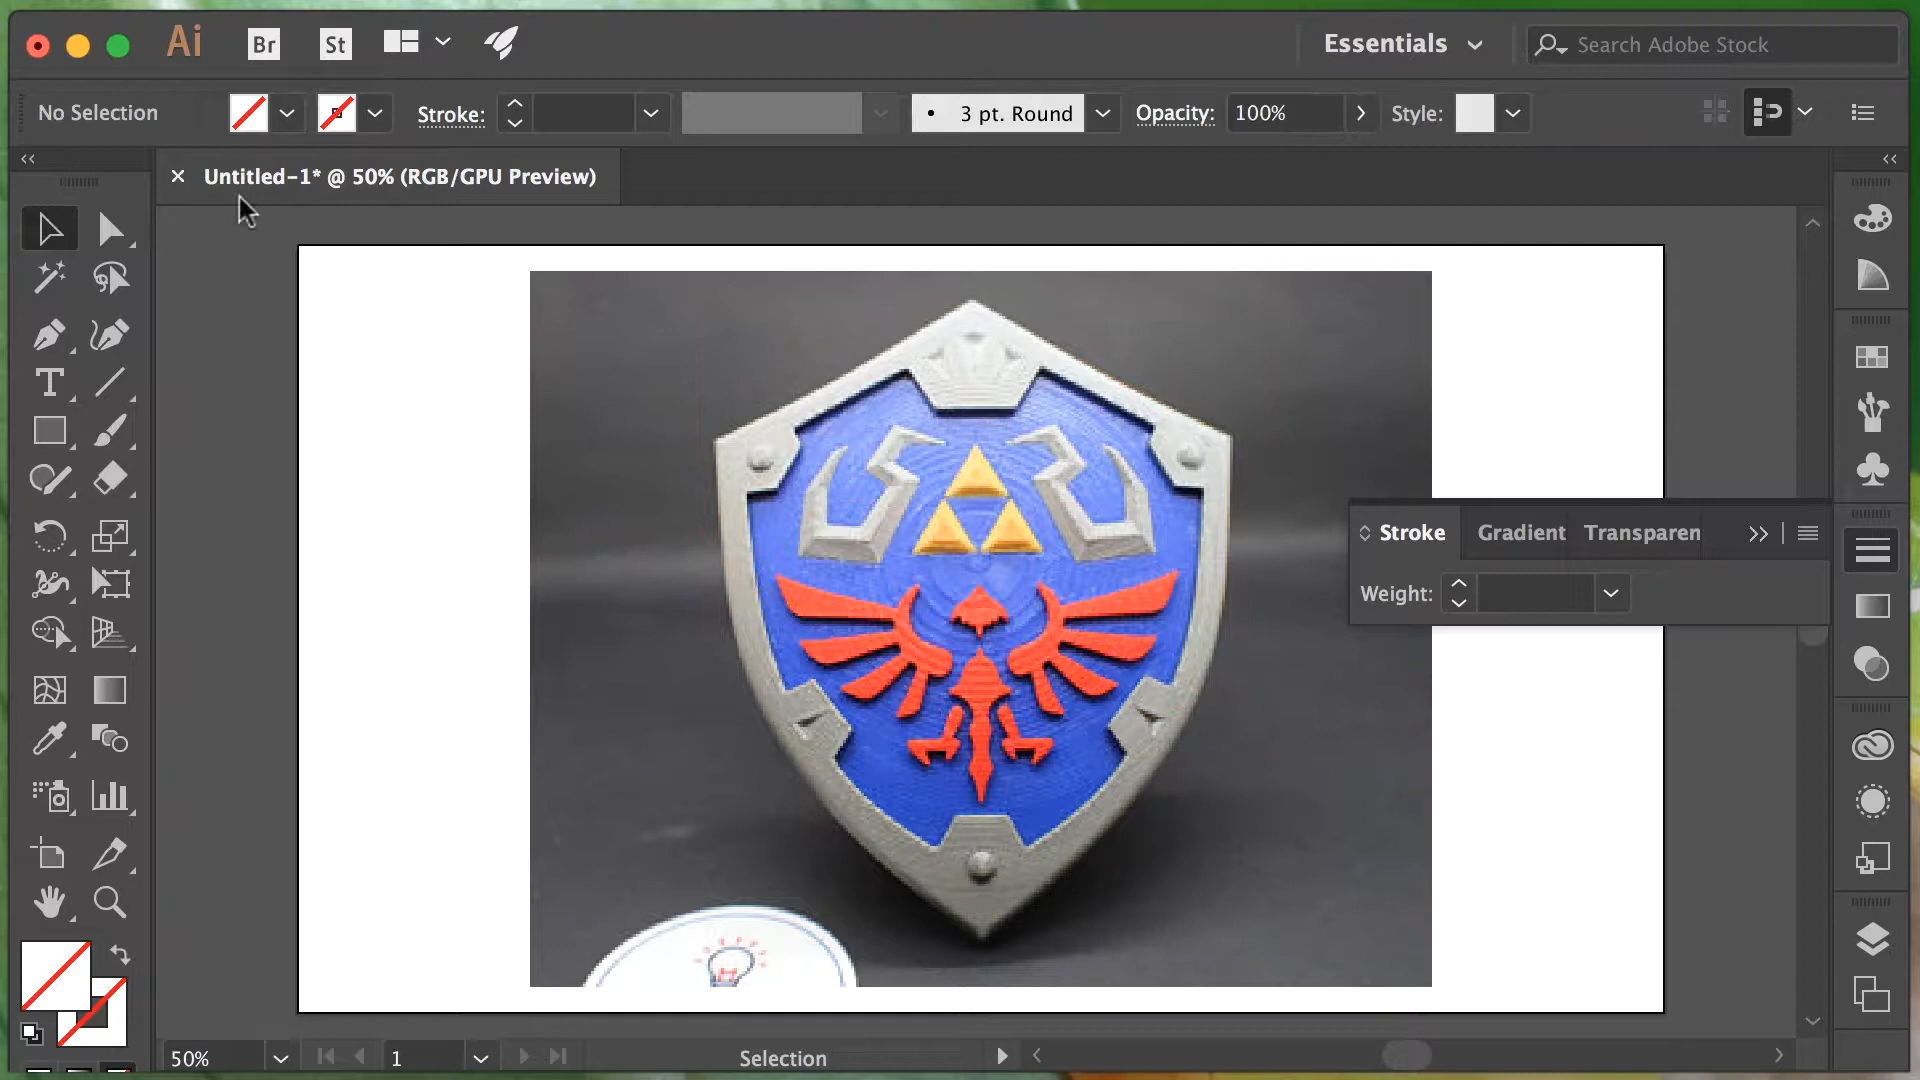 Ai Br St Essentials Search Adobe Stock
No Selection Stroke: 3 pt. Round Opacity: 100% Style:
Untitled-1* @ 50% (RGB/GPU Preview)
Stroke Gradient Transparen
Weight:
50% 1 Selection